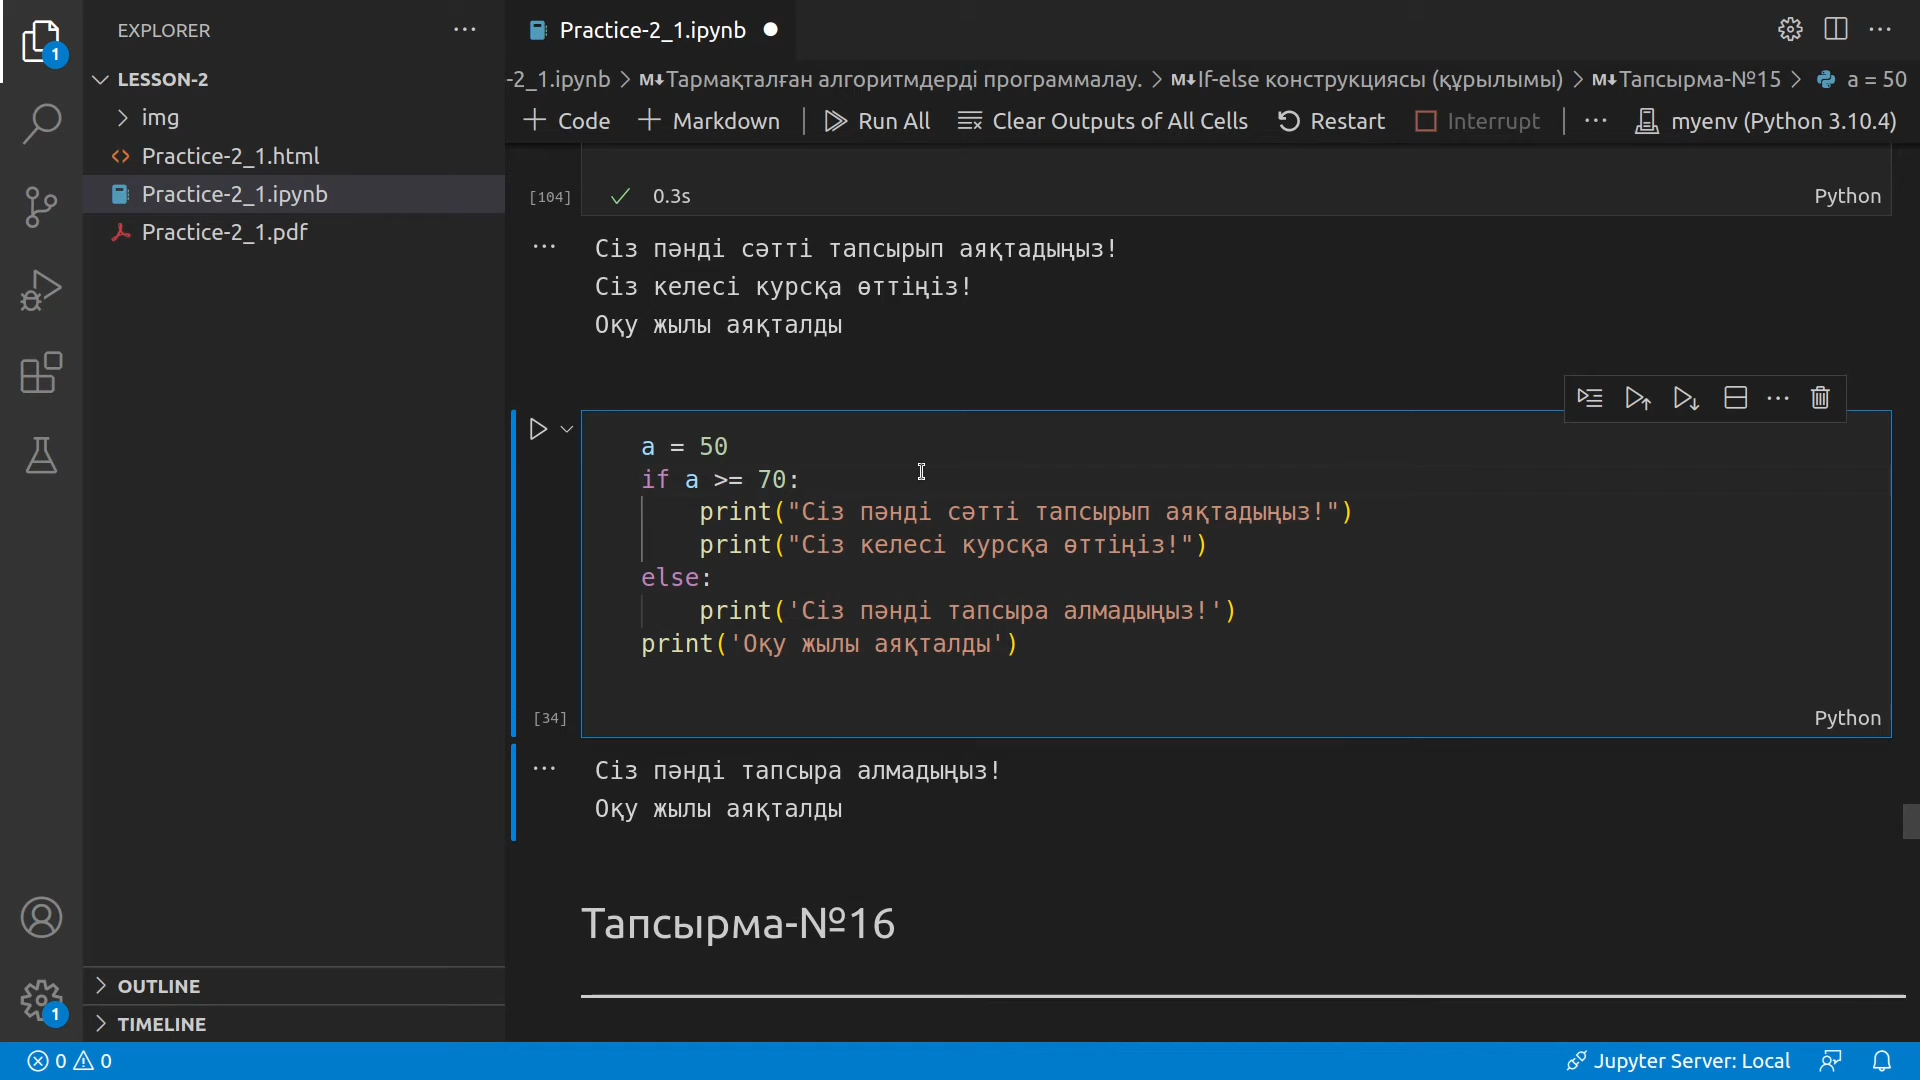 EXPLORER
LESSON-2
img
Practice-2_1.html
Practice-2_1.ipynb
Practice-2_1.pdf
OUTLINE
TIMELINE
1
1
Practice-2_1.ipynb
-2_1.ipynb > M↓Тармақталған алгоритмдерді программалау. > M↓If-else конструкциясы (құрылымы) > M↓Тапсырма-№15 > a = 50
+ Code + Markdown | Run All Clear Outputs of All Cells Restart Interrupt | ... myenv (Python 3.10.4)
[104] ✓ 0.3s Python
Сіз пәнді сәтті тапсырып аяқтадыңыз!
Сіз келесі курсқа өттіңіз!
Оқу жылы аяқталды
a = 50
if a >= 70:
    print("Сіз пәнді сәтті тапсырып аяқтадыңыз!")
    print("Сіз келесі курсқа өттіңіз!")
else:
    print('Сіз пәнді тапсыра алмадыңыз!')
print('Оқу жылы аяқталды')
[34] Python
Сіз пәнді тапсыра алмадыңыз!
Оқу жылы аяқталды
Тапсырма-№16
0 0 Jupyter Server: Local